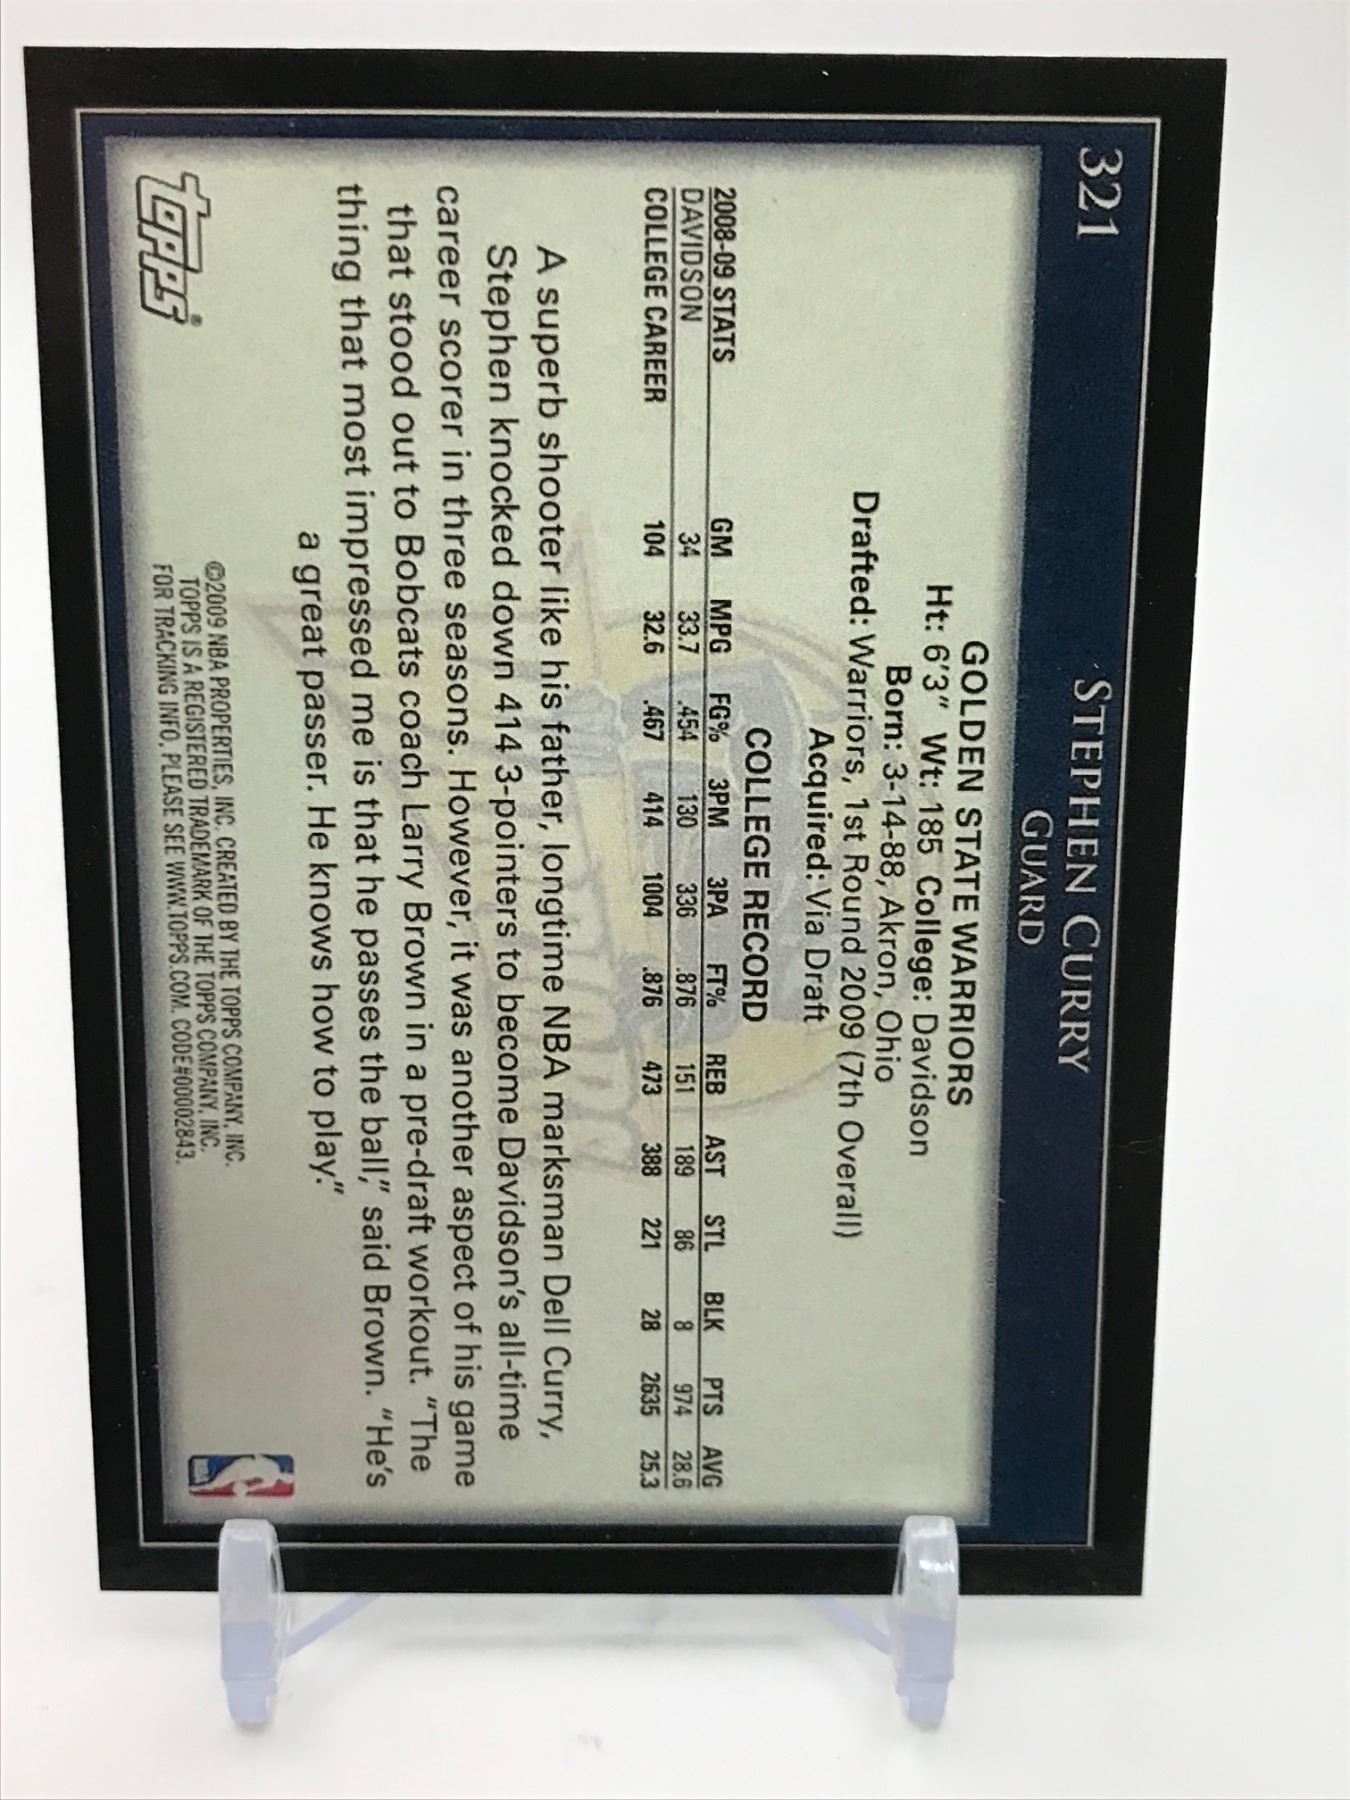 321
STEPHEN CURRY
GUARD
GOLDEN STATE WARRIORS
Ht: 6'3" Wt: 185 College: Davidson
Born: 3-14-88, Akron, Ohio
Drafted: Warriors, 1st Round 2009 (7th Overall)
Acquired: Via Draft
COLLEGE RECORD
2008-09 STATS GM MPG FG% 3PM 3PA FT% REB AST STL BLK PTS AVG
DAVIDSON 34 33.7 .454 130 336 .876 151 189 86 8 974 28.6
COLLEGE CAREER 104 32.6 .467 414 1004 .876 473 388 221 28 2635 25.3
A superb shooter like his father, longtime NBA marksman Dell Curry,
Stephen knocked down 414 3-pointers to become Davidson's all-time
career scorer in three seasons. However, it was another aspect of his game
that stood out to Bobcats coach Larry Brown in a pre-draft workout. "The
thing that most impressed me is that he passes the ball," said Brown. "He's
a great passer. He knows how to play."
topps®
©2009 NBA PROPERTIES, INC. CREATED BY THE TOPPS COMPANY, INC.
TOPPS IS A REGISTERED TRADEMARK OF THE TOPPS COMPANY, INC.
FOR TRACKING INFO, PLEASE SEE WWW.TOPPS.COM. CODE#00002843.
NBA